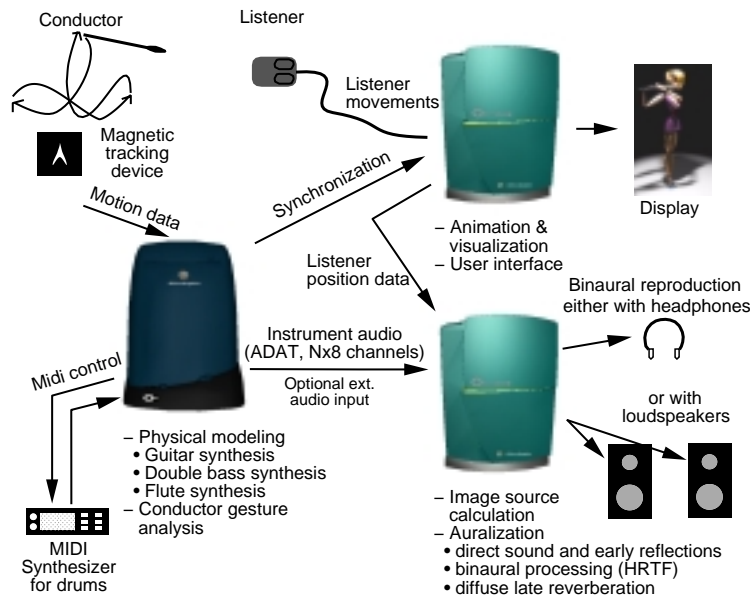 Conductor
Listener
Listener
movements
Magnetic
tracking
device
Motion data
Synchronization
Display
– Animation &
visualization
– User interface
Listener
position data
Binaural reproduction
either with headphones
Instrument audio
(ADAT, Nx8 channels)
Optional ext.
audio input
Midi control
or with
loudspeakers
– Physical modeling
• Guitar synthesis
• Double bass synthesis
• Flute synthesis
– Conductor gesture
analysis
– Image source
calculation
– Auralization
• direct sound and early reflections
• binaural processing (HRTF)
• diffuse late reverberation
MIDI
Synthesizer
for drums